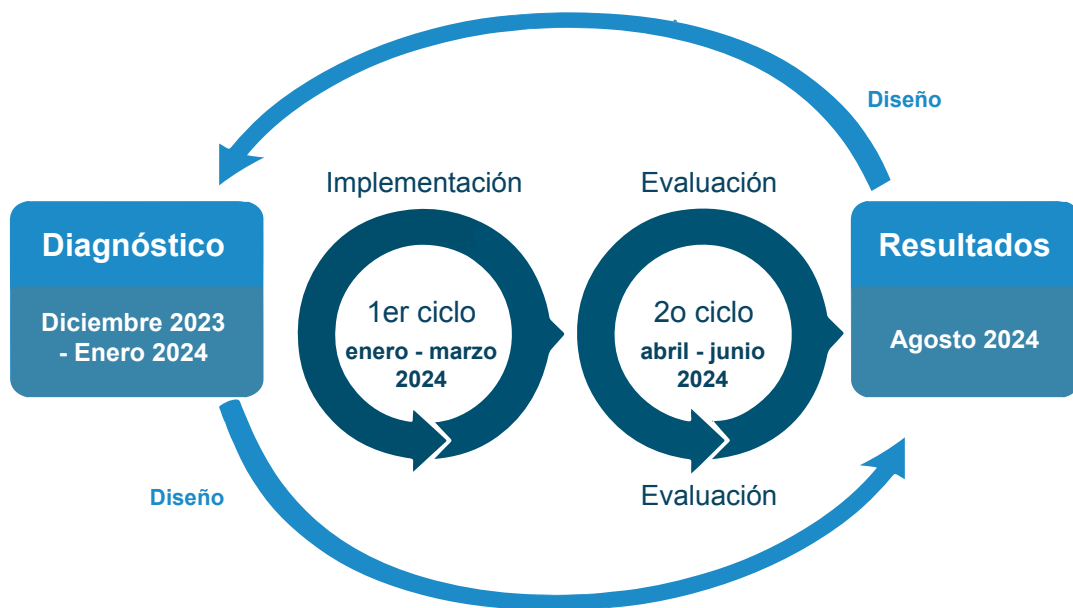 Diseño
Implementación
Evaluación
Diagnóstico
Diciembre 2023
- Enero 2024
1er ciclo
enero - marzo
2024
2o ciclo
abril - junio
2024
Resultados
Agosto 2024
Diseño
Evaluación